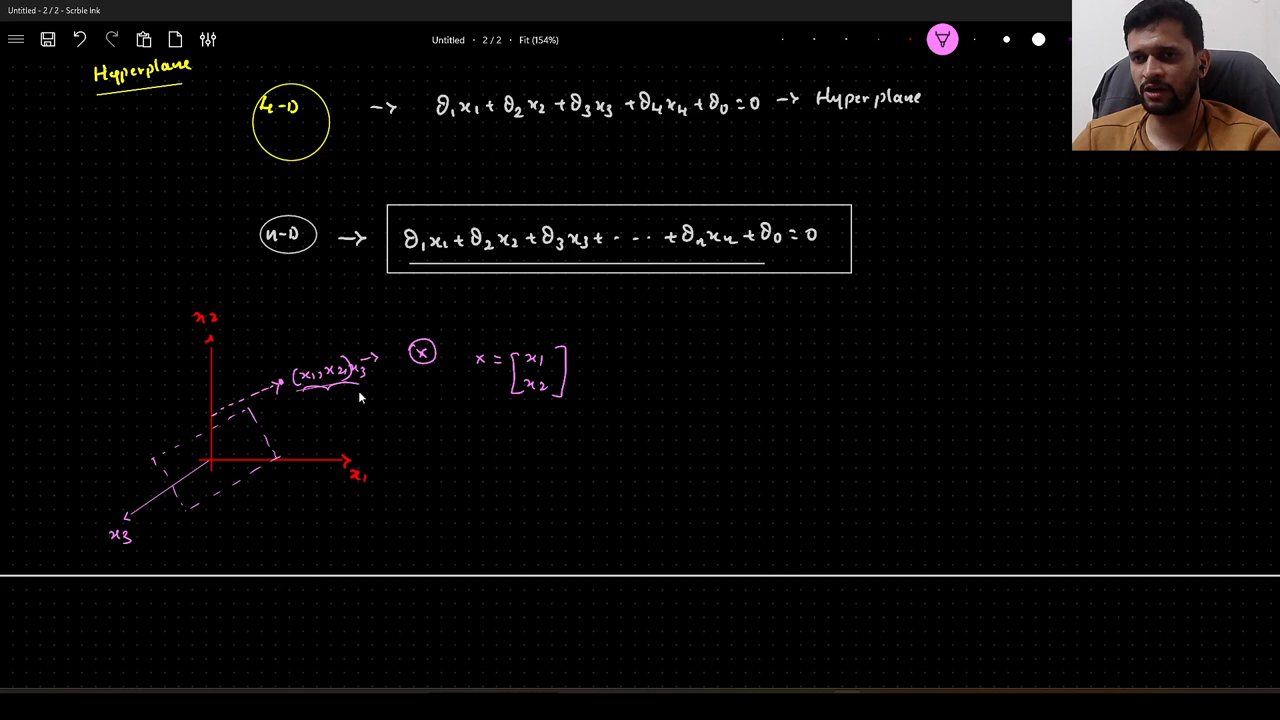 Untitled - 2 / 2 - Scrble Ink
Untitled • 2 / 2 • Fit (154%)
Hyperplane
4-D → θ₁x₁ + θ₂x₂ + θ₃x₃ + θ₄x₄ + θ₀ = 0 → Hyperplane
n-D → θ₁x₁ + θ₂x₂ + θ₃x₃ + ..... + θₙxₙ + θ₀ = 0
x2
(x₁, x₂,)x₃ → x x = [x₁
x₂]
x₁
x₃